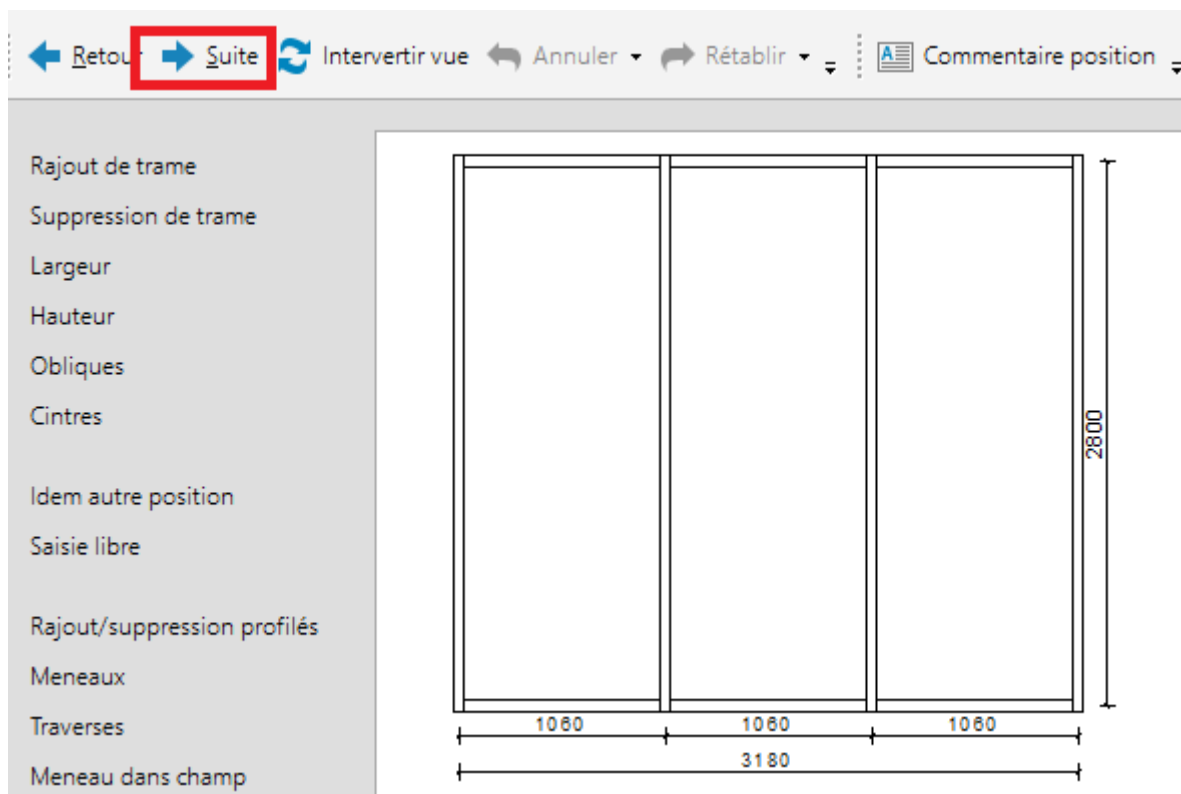 Retour Suite Intervertir vue Annuler Rétablir Commentaire position
Rajout de trame
Suppression de trame
Largeur
Hauteur
Obliques
Cintres
Idem autre position
Saisie libre
Rajout/suppression profilés
Meneaux
Traverses
Meneau dans champ
2800
1060 1060 1060
3180